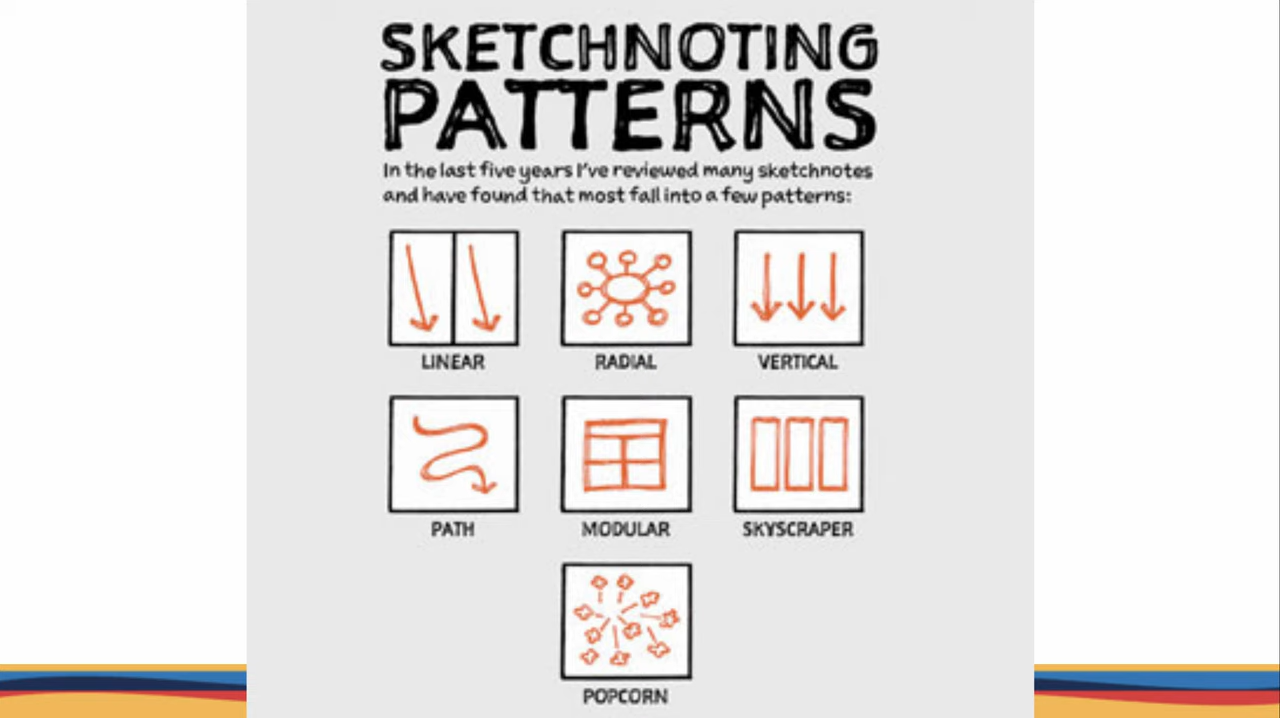 SKETCHNOTING
PATTERNS
In the last five years I've reviewed many sketchnotes
and have found that most fall into a few patterns:
LINEAR
RADIAL
VERTICAL
PATH
MODULAR
SKYSCRAPER
POPCORN